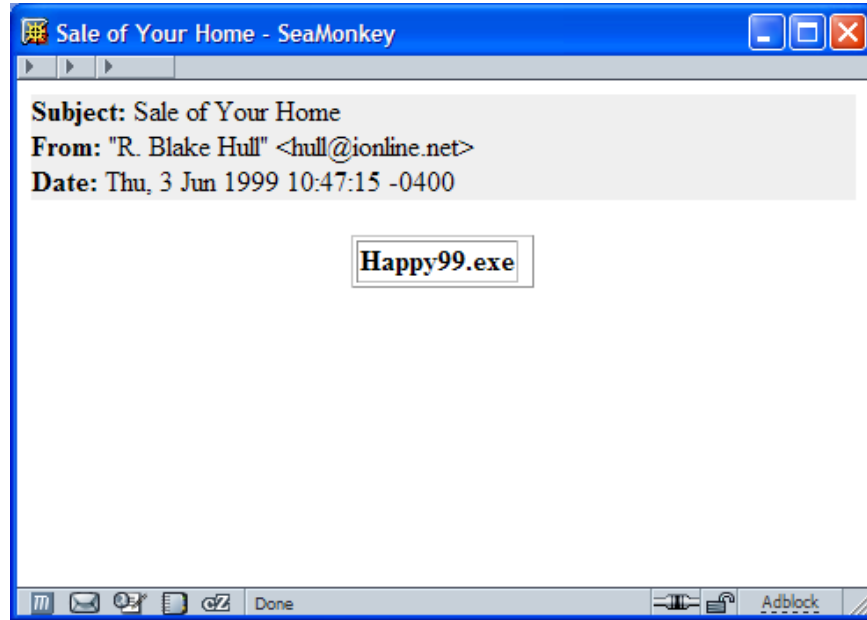 Sale of Your Home - SeaMonkey
Subject: Sale of Your Home
From: "R. Blake Hull" <hull@ionline.net>
Date: Thu, 3 Jun 1999 10:47:15 -0400
Happy99.exe
Done
Adblock